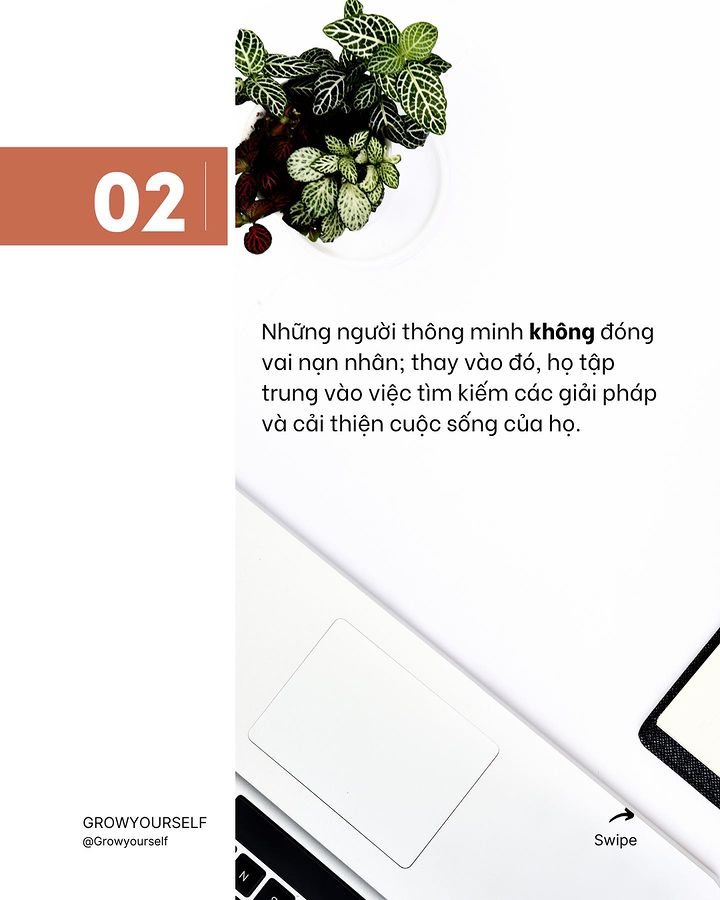 02
Những người thông minh không đóng
vai nạn nhân; thay vào đó, họ tập
trung vào việc tìm kiếm các giải pháp
và cải thiện cuộc sống của họ.
GROWYOURSELF
@Growyourself
Swipe
N